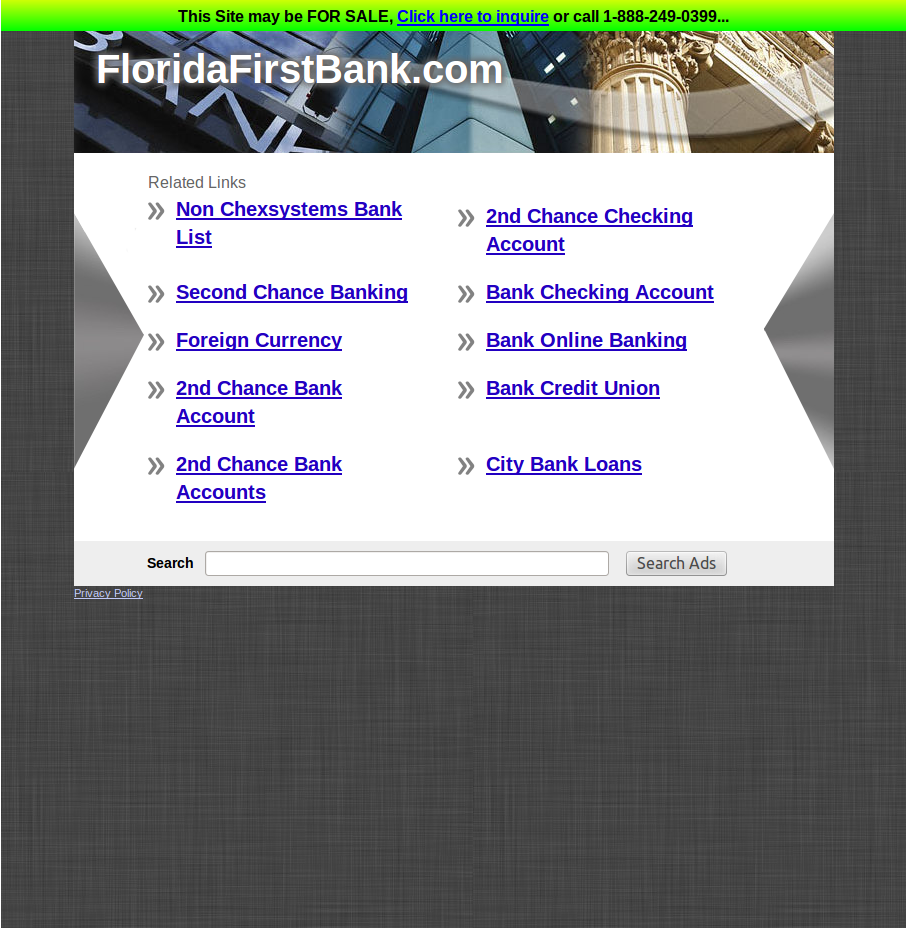 This Site may be FOR SALE, Click here to inquire or call 1-888-249-0399...
FloridaFirstBank.com
Related Links
Non Chexsystems Bank
List
2nd Chance Checking
Account
Second Chance Banking
Bank Checking Account
Foreign Currency
Bank Online Banking
2nd Chance Bank
Account
Bank Credit Union
2nd Chance Bank
Accounts
City Bank Loans
Search
Search Ads
Privacy Policy